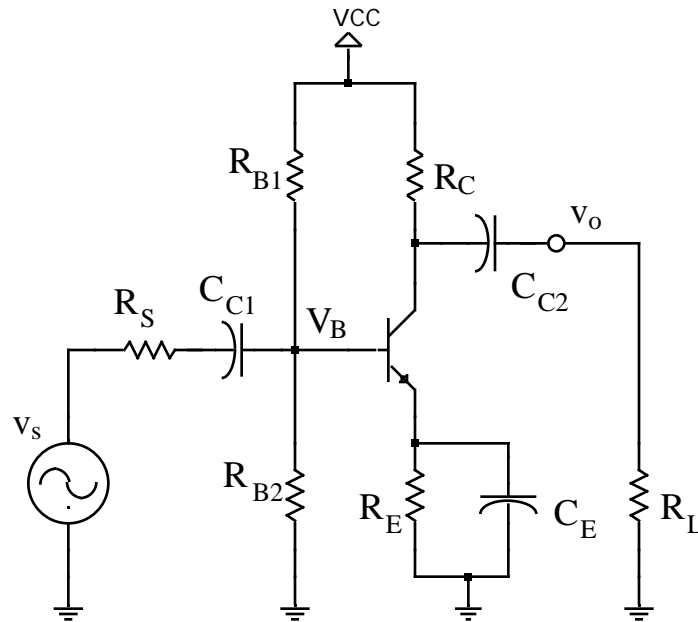 VCC
R_B1
R_C
v_o
C_C1
C_C2
R_S
V_B
v_s
R_B2
R_E
C_E
R_L